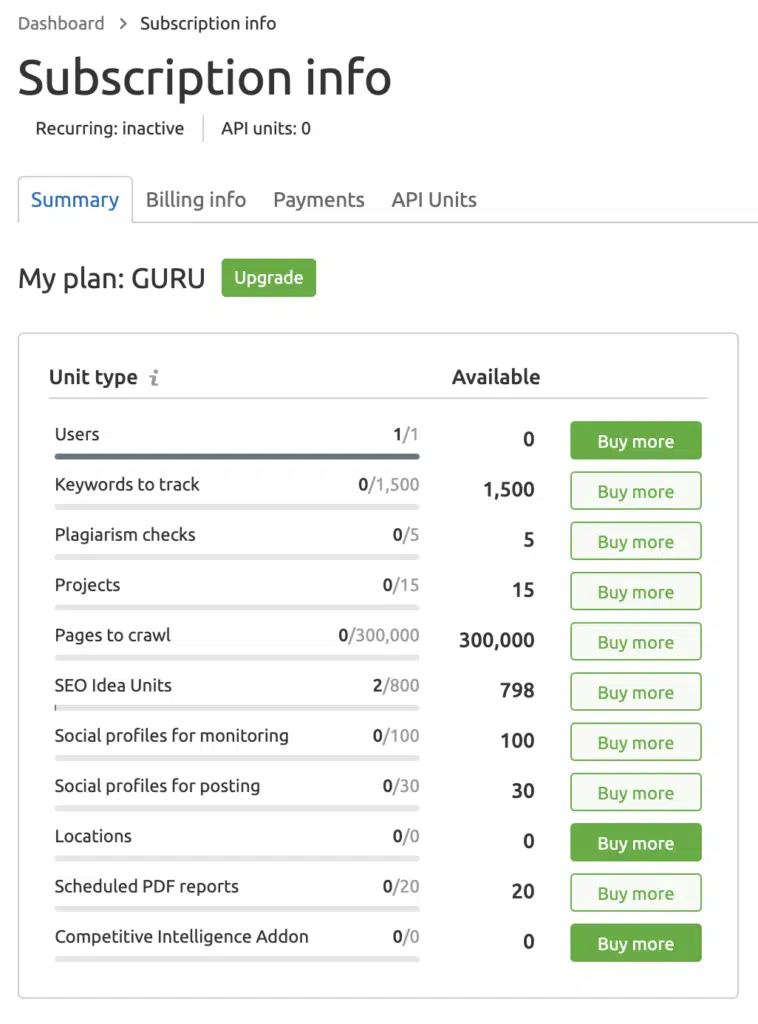 Dashboard > Subscription info
Subscription info
Recurring: inactive API units: 0
Summary Billing info Payments API Units
My plan: GURU Upgrade
Unit type i Available
Users 1/1 0 Buy more
Keywords to track 0/1,500 1,500 Buy more
Plagiarism checks 0/5 5 Buy more
Projects 0/15 15 Buy more
Pages to crawl 0/300,000 300,000 Buy more
SEO Idea Units 2/800 798 Buy more
Social profiles for monitoring 0/100 100 Buy more
Social profiles for posting 0/30 30 Buy more
Locations 0/0 0 Buy more
Scheduled PDF reports 0/20 20 Buy more
Competitive Intelligence Addon 0/0 0 Buy more